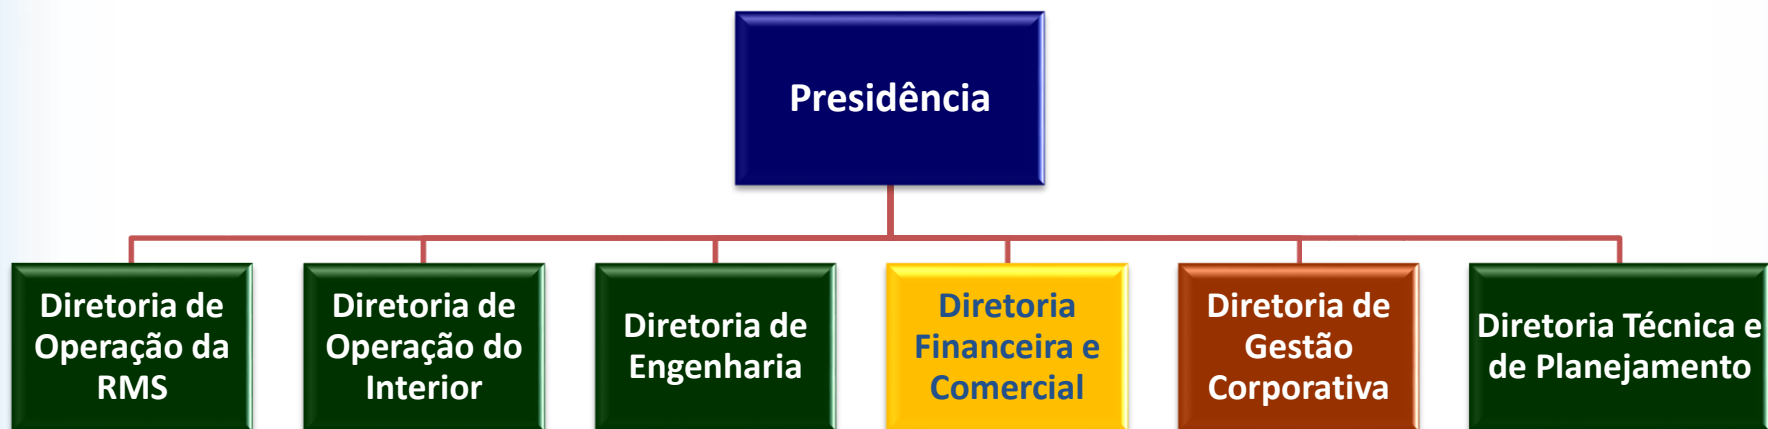 Presidência
Diretoria de
Operação da
RMS
Diretoria de
Operação do
Interior
Diretoria de
Engenharia
Diretoria
Financeira e
Comercial
Diretoria de
Gestão
Corporativa
Diretoria Técnica e
de Planejamento